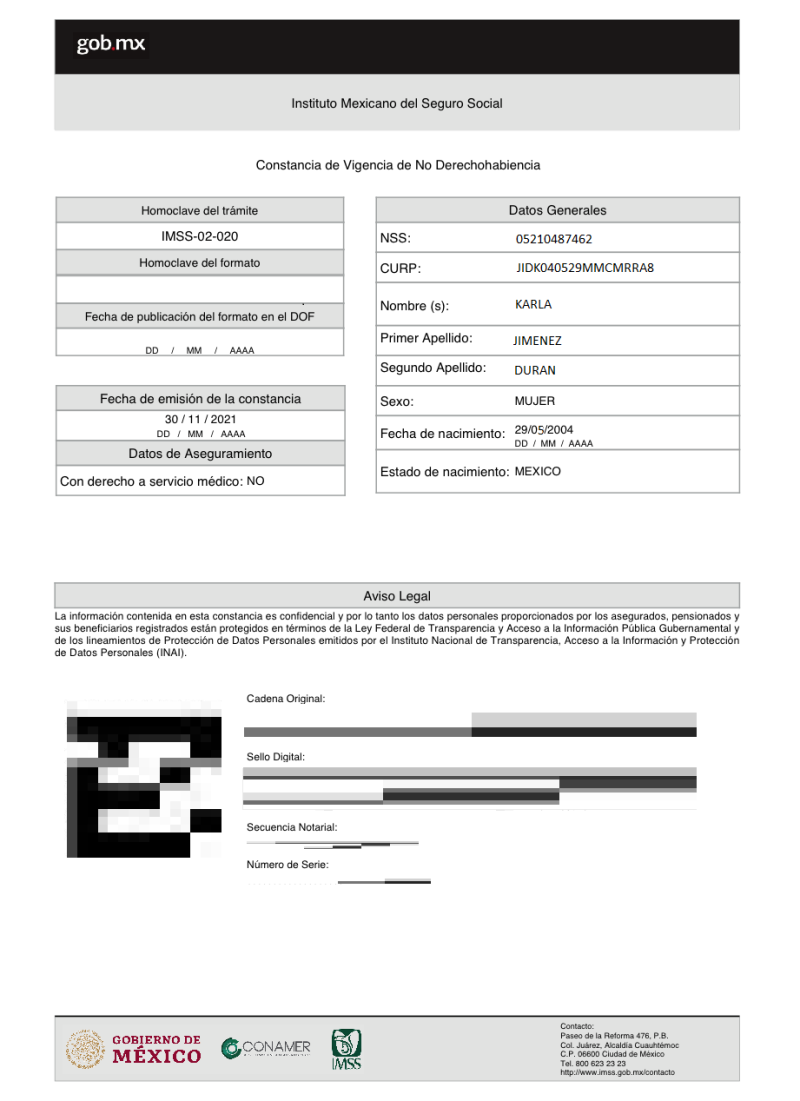 gob.mx
Instituto Mexicano del Seguro Social
Constancia de Vigencia de No Derechohabiencia
Homoclave del trámite
IMSS-02-020
Homoclave del formato
Fecha de publicación del formato en el DOF
DD / MM / AAAA
Fecha de emisión de la constancia
30 / 11 / 2021
DD / MM / AAAA
Datos de Aseguramiento
Con derecho a servicio médico: NO
Datos Generales
NSS: 05210487462
CURP: JIDK040529MMCMRRA8
Nombre (s): KARLA
Primer Apellido: JIMENEZ
Segundo Apellido: DURAN
Sexo: MUJER
Fecha de nacimiento: 29/05/2004
DD / MM / AAAA
Estado de nacimiento: MEXICO
Aviso Legal
La información contenida en esta constancia es confidencial y por lo tanto los datos personales proporcionados por los asegurados, pensionados y
sus beneficiarios registrados están protegidos en términos de la Ley Federal de Transparencia y Acceso a la Información Pública Gubernamental y
de los lineamientos de Protección de Datos Personales emitidos por el Instituto Nacional de Transparencia, Acceso a la Información y Protección
de Datos Personales (INAI).
Cadena Original:
Sello Digital:
Secuencia Notarial:
Número de Serie:
GOBIERNO DE
MÉXICO
CONAMER
IMSS
Contacto:
Paseo de la Reforma 476, P.B.
Col. Juárez, Alcaldía Cuauhtémoc
C.P. 06600 Ciudad de México
Tel. 800 623 23 23
http://www.imss.gob.mx/contacto